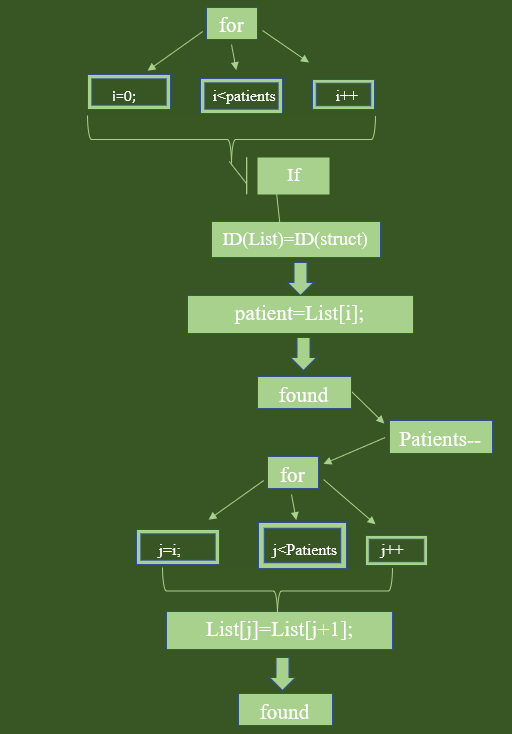 for
i=0;
i<patients
i++
If
ID(List)=ID(struct)
patient=List[i];
found
Patients--
for
j=i;
j<Patients
j++
List[j]=List[j+1];
found